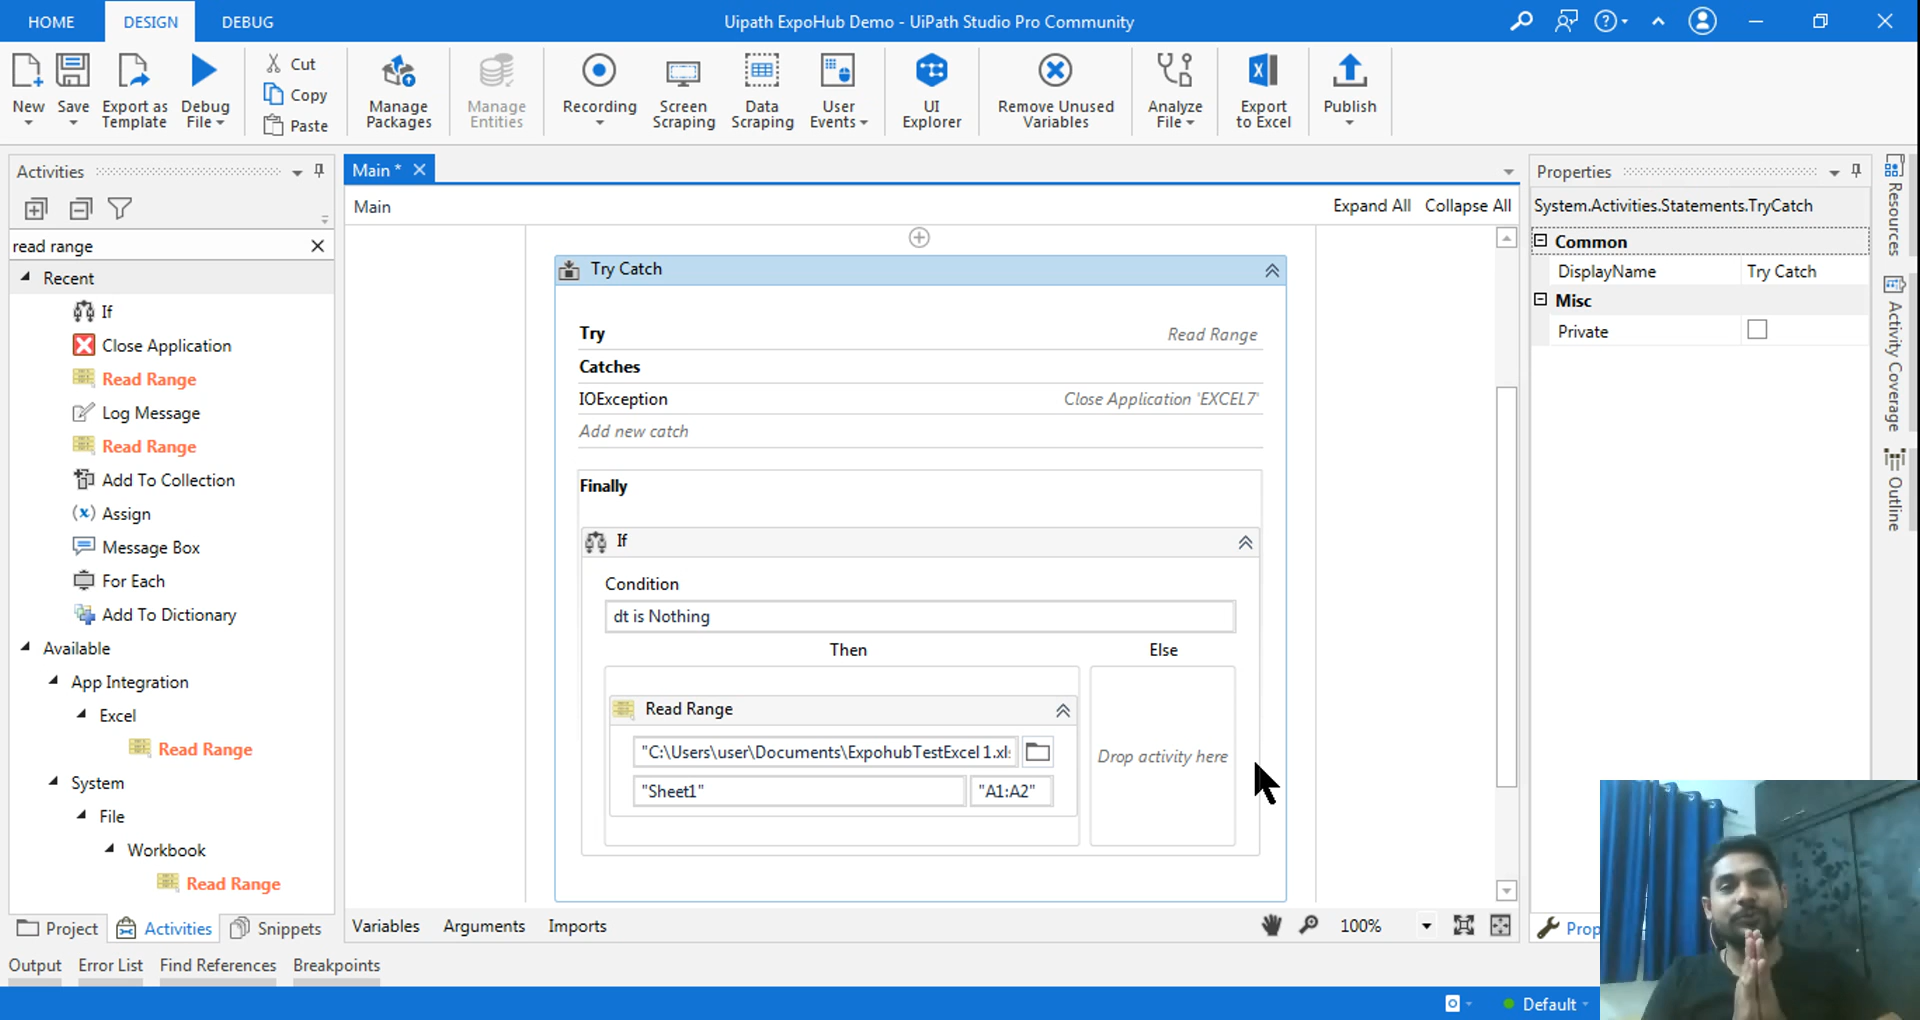 HOME DESIGN DEBUG
Uipath ExpoHub Demo - UiPath Studio Pro Community
New
Save
Export as
Template
Debug
File
Cut
Copy
Paste
Manage
Packages
Manage
Entities
Recording
Screen
Scraping
Data
Scraping
User
Events
UI
Explorer
Remove Unused
Variables
Analyze
File
Export
to Excel
Publish
Activities
read range
Recent
If
Close Application
Read Range
Log Message
Read Range
Add To Collection
Assign
Message Box
For Each
Add To Dictionary
Available
App Integration
Excel
Read Range
System
File
Workbook
Read Range
Project Activities Snippets
Main *
Main
Expand All Collapse All
Try Catch
Try Read Range
Catches
IOException Close Application 'EXCEL7'
Add new catch
Finally
If
Condition
dt is Nothing
Then Else
Read Range
"C:\Users\user\Documents\ExpohubTestExcel 1.xl
"Sheet1" "A1:A2"
Drop activity here
Variables Arguments Imports
100%
Properties
System.Activities.Statements.TryCatch
Common
DisplayName Try Catch
Misc
Private
Prop
Resources
Activity Coverage
Outline
Output Error List Find References Breakpoints
Default